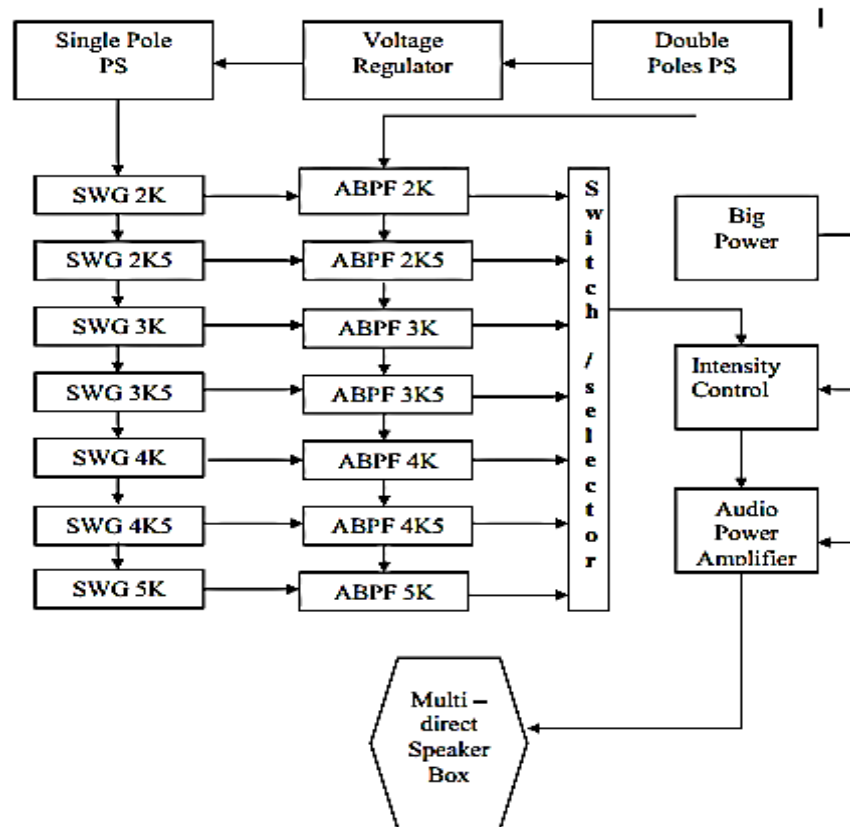 Single Pole
PS
Voltage
Regulator
Double
Poles PS
SWG 2K
ABPF 2K
SWG 2K5
ABPF 2K5
SWG 3K
ABPF 3K
SWG 3K5
ABPF 3K5
SWG 4K
ABPF 4K
SWG 4K5
ABPF 4K5
SWG 5K
ABPF 5K
Switch /selector
Big
Power
Intensity
Control
Audio
Power
Amplifier
Multi –
direct
Speaker
Box